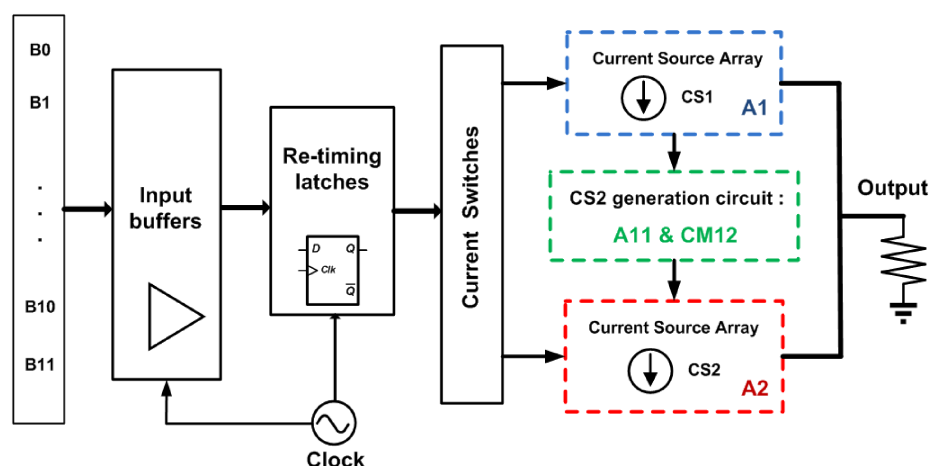 B0
B1
.
.
.
B10
B11
Input
buffers
Re-timing
latches
D Q
Clk
Q
Clock
Current Switches
Current Source Array
CS1
A1
CS2 generation circuit :
A11 & CM12
Current Source Array
CS2
A2
Output